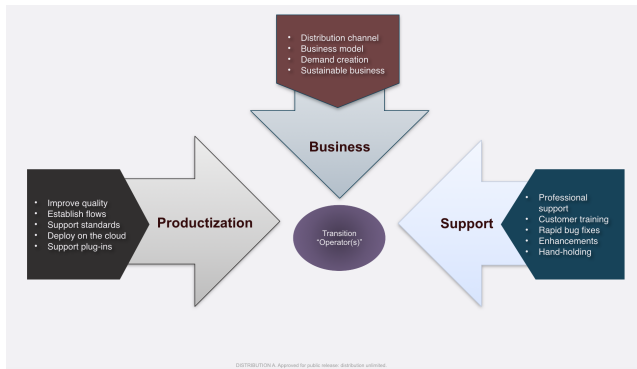 • Distribution channel
• Business model
• Demand creation
• Sustainable business
Business
• Improve quality
• Establish flows
• Support standards
• Deploy on the cloud
• Support plug-ins
Productization
Transition
“Operator(s)”
Support
• Professional
support
• Customer training
• Rapid bug fixes
• Enhancements
• Hand-holding
DISTRIBUTION A. Approved for public release: distribution unlimited.